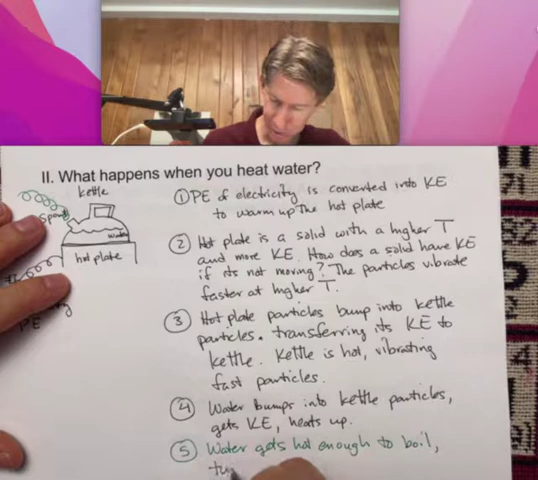 II. What happens when you heat water?
kettle
spout
water
hot plate
PE
① PE of electricity is converted into KE
to warm up the hot plate
② Hot plate is a solid with a higher T
and more KE. How does a solid have KE
if its not moving? The particles vibrate
faster at higher T.
③ Hot plate particles bump into kettle
particles. transferring its KE to
kettle. Kettle is hot, vibrating
fast particles.
④ Water bumps into kettle particles,
gets KE, heats up.
⑤ Water gets hot enough to boil,
tu